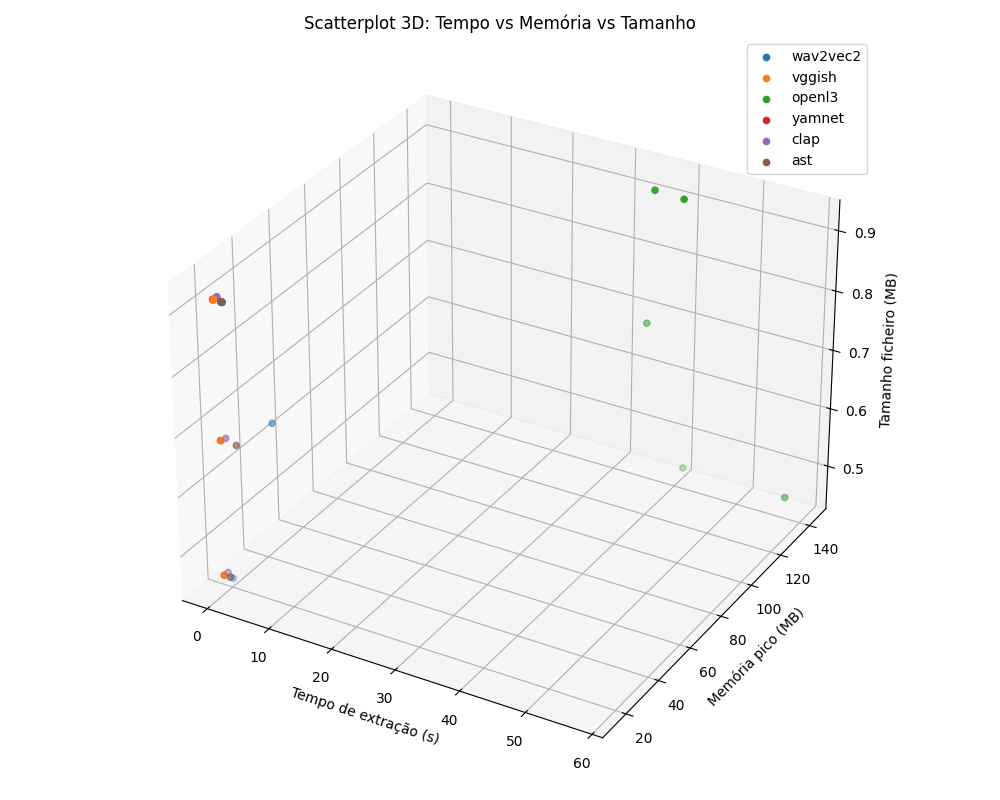 Scatterplot 3D: Tempo vs Memória vs Tamanho
wav2vec2
vggish
openl3
yamnet
clap
ast
0.9
0.8
0.7
0.6
0.5
Tamanho ficheiro (MB)
140
120
100
80
60
40
20
Memória pico (MB)
0
10
20
30
40
50
60
Tempo de extração (s)